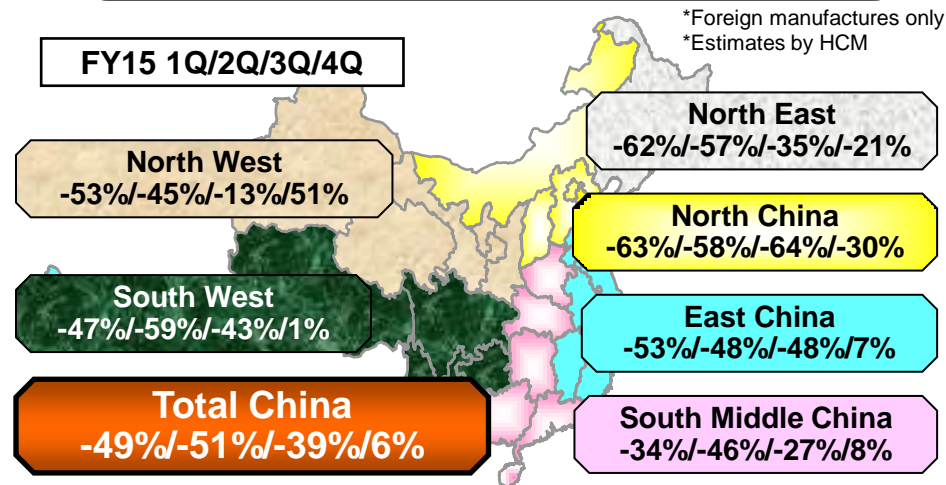 *Foreign manufactures only
*Estimates by HCM
FY15 1Q/2Q/3Q/4Q
North East
-62%/-57%/-35%/-21%
North West
-53%/-45%/-13%/51%
North China
-63%/-58%/-64%/-30%
South West
-47%/-59%/-43%/1%
East China
-53%/-48%/-48%/7%
Total China
-49%/-51%/-39%/6%
South Middle China
-34%/-46%/-27%/8%